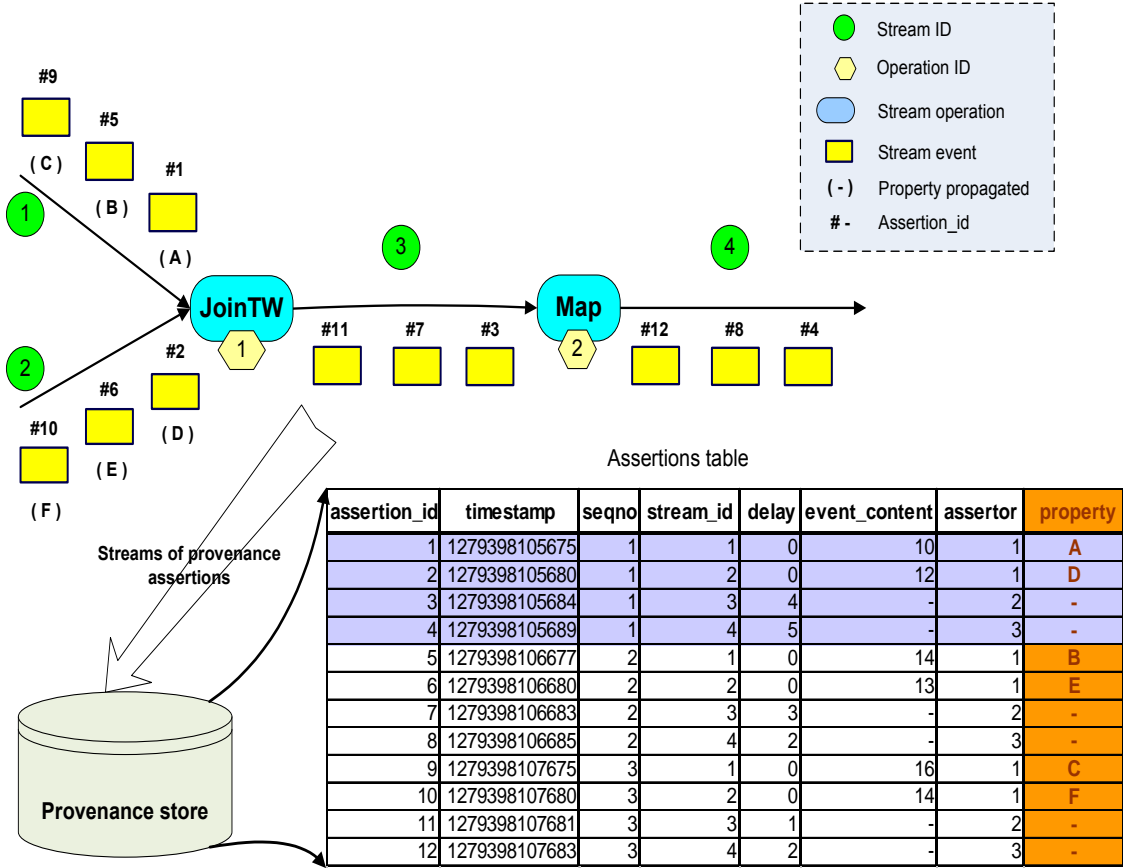 Stream ID
Operation ID
Stream operation
Stream event
( - ) Property propagated
# - Assertion_id
#9
( C )
#5
( B )
#1
( A )
1
3
4
JoinTW
1
Map
2
2
#2
( D )
#6
( E )
#10
( F )
#11 #7 #3
#12 #8 #4
Streams of provenance
assertions
Provenance store
Assertions table
assertion_id timestamp seqno stream_id delay event_content assertor property
1 1279398105675 1 1 0 10 1 A
2 1279398105680 1 2 0 12 1 D
3 1279398105684 1 3 4 - 2 -
4 1279398105689 1 4 5 - 3 -
5 1279398106677 2 1 0 14 1 B
6 1279398106680 2 2 0 13 1 E
7 1279398106683 2 3 3 - 2 -
8 1279398106685 2 4 2 - 3 -
9 1279398107675 3 1 0 16 1 C
10 1279398107680 3 2 0 14 1 F
11 1279398107681 3 3 1 - 2 -
12 1279398107683 3 4 2 - 3 -